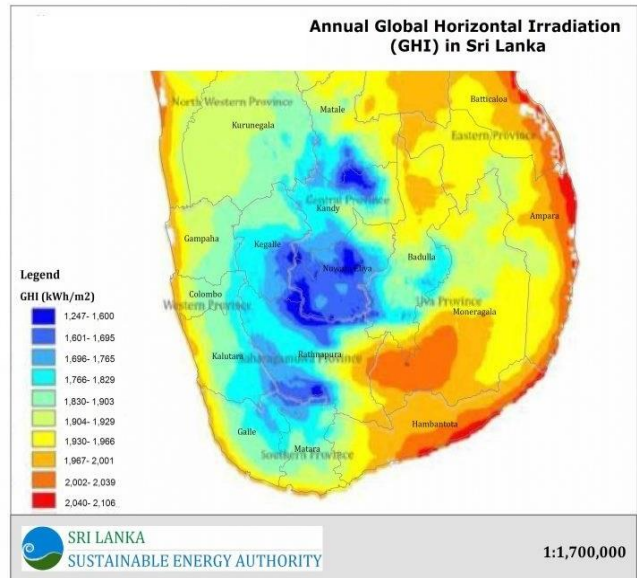 Annual Global Horizontal Irradiation
(GHI) in Sri Lanka
Batticaloa
North Western Province
Matale
Kurunegala
Eastern Province
Central Province
Kandy
Ampara
Gampaha
Kegalle
Badulla
Nuwara Eliya
Colombo
Western Province
Uva Province
Moneragala
Kalutara
Rathnapura
Sabaragamuwa Province
Hambantota
Galle
Matara
Southern Province
Legend
GHI (kWh/m2)
1,247- 1,600
1,601- 1,695
1,696- 1,765
1,766- 1,829
1,830- 1,903
1,904 - 1,929
1,930 - 1,966
1,967- 2,001
2,002 - 2,039
2,040- 2,106
SRI LANKA
SUSTAINABLE ENERGY AUTHORITY
1:1,700,000